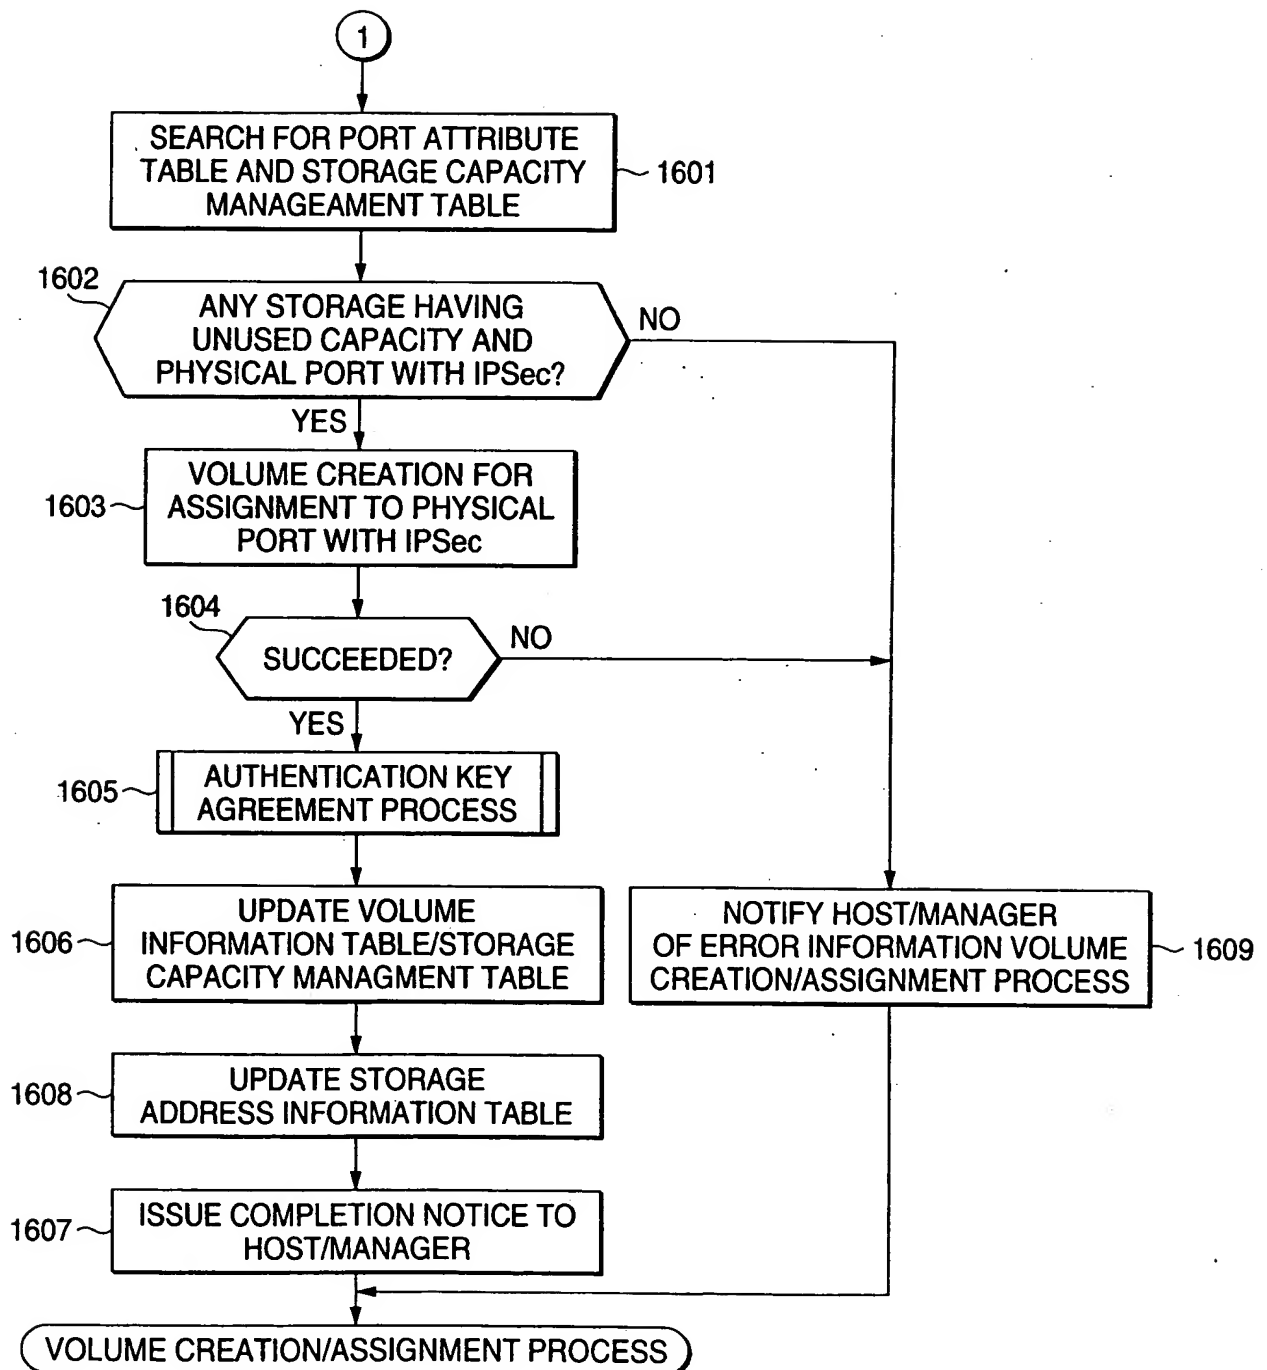 1
SEARCH FOR PORT ATTRIBUTE
TABLE AND STORAGE CAPACITY
MANAGEAMENT TABLE
1601
1602
ANY STORAGE HAVING
UNUSED CAPACITY AND
PHYSICAL PORT WITH IPSec?
NO
YES
VOLUME CREATION FOR
ASSIGNMENT TO PHYSICAL
PORT WITH IPSec
1603
1604
SUCCEEDED?
NO
YES
1605
AUTHENTICATION KEY
AGREEMENT PROCESS
1606
UPDATE VOLUME
INFORMATION TABLE/STORAGE
CAPACITY MANAGMENT TABLE
NOTIFY HOST/MANAGER
OF ERROR INFORMATION VOLUME
CREATION/ASSIGNMENT PROCESS
1609
1608
UPDATE STORAGE
ADDRESS INFORMATION TABLE
1607
ISSUE COMPLETION NOTICE TO
HOST/MANAGER
VOLUME CREATION/ASSIGNMENT PROCESS